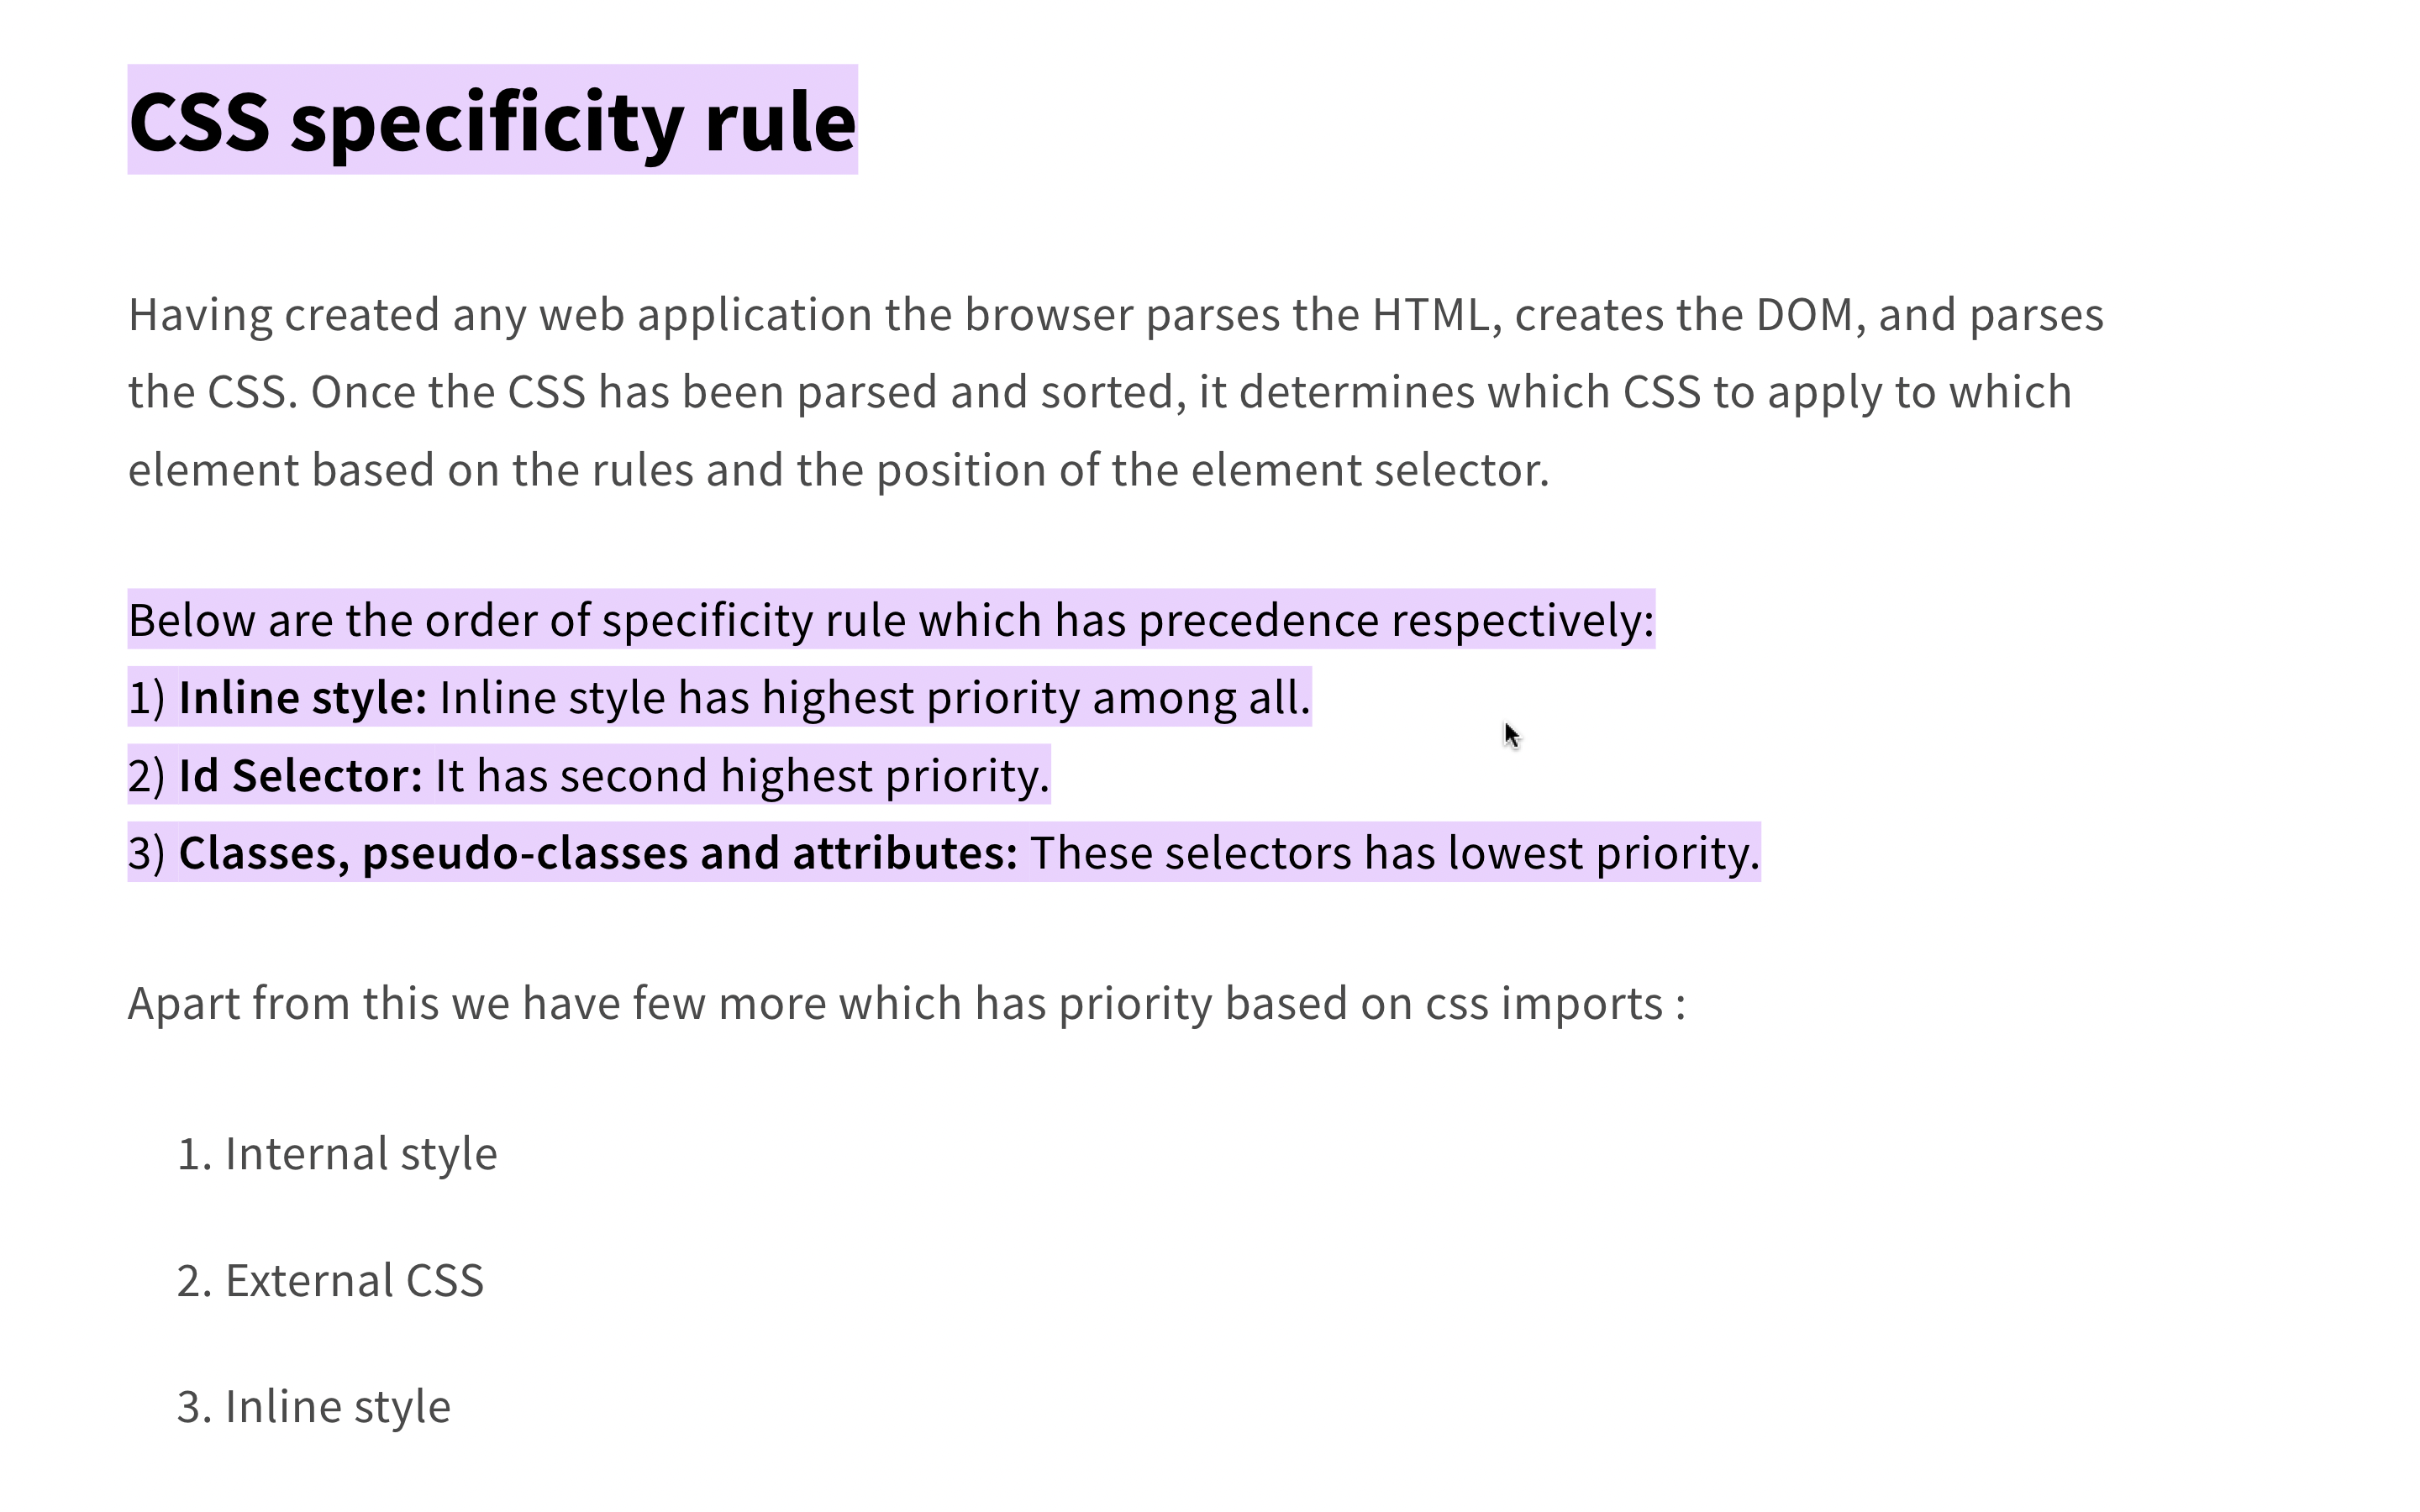 CSS specificity rule
Having created any web application the browser parses the HTML, creates the DOM, and parses
the CSS. Once the CSS has been parsed and sorted, it determines which CSS to apply to which
element based on the rules and the position of the element selector.
Below are the order of specificity rule which has precedence respectively:
1) Inline style: Inline style has highest priority among all.
2) Id Selector: It has second highest priority.
3) Classes, pseudo-classes and attributes: These selectors has lowest priority.
Apart from this we have few more which has priority based on css imports :
1. Internal style
2. External CSS
3. Inline style